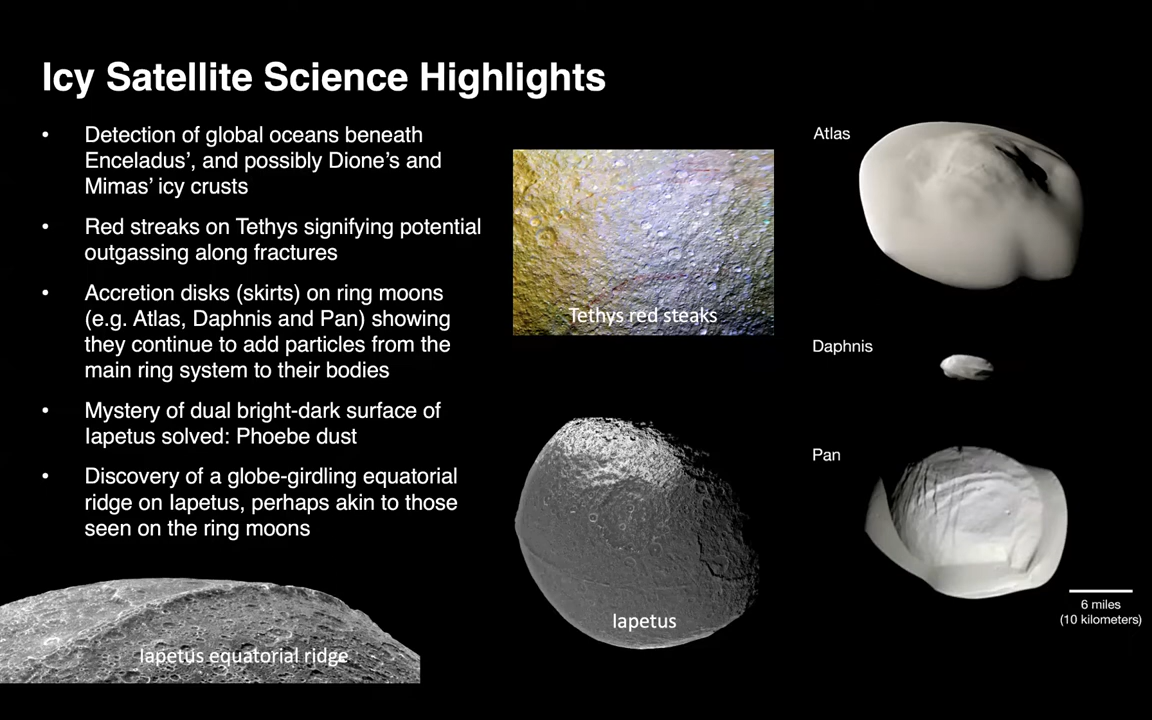 Icy Satellite Science Highlights
• Detection of global oceans beneath
Enceladus’, and possibly Dione’s and
Mimas’ icy crusts
• Red streaks on Tethys signifying potential
outgassing along fractures
• Accretion disks (skirts) on ring moons
(e.g. Atlas, Daphnis and Pan) showing
they continue to add particles from the
main ring system to their bodies
• Mystery of dual bright-dark surface of
Iapetus solved: Phoebe dust
• Discovery of a globe-girdling equatorial
ridge on Iapetus, perhaps akin to those
seen on the ring moons
Iapetus equatorial ridge
Tethys red steaks
Iapetus
Atlas
Daphnis
Pan
6 miles
(10 kilometers)